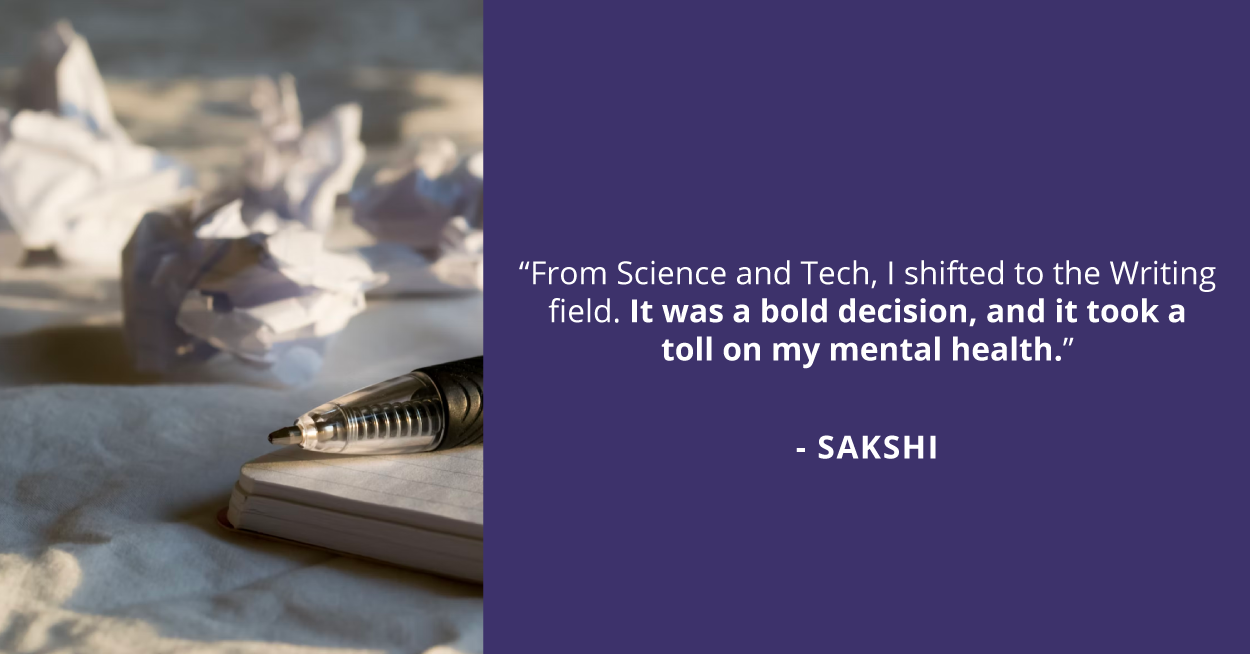 “From Science and Tech, I shifted to the Writing
field. It was a bold decision, and it took a
toll on my mental health.”
- SAKSHI